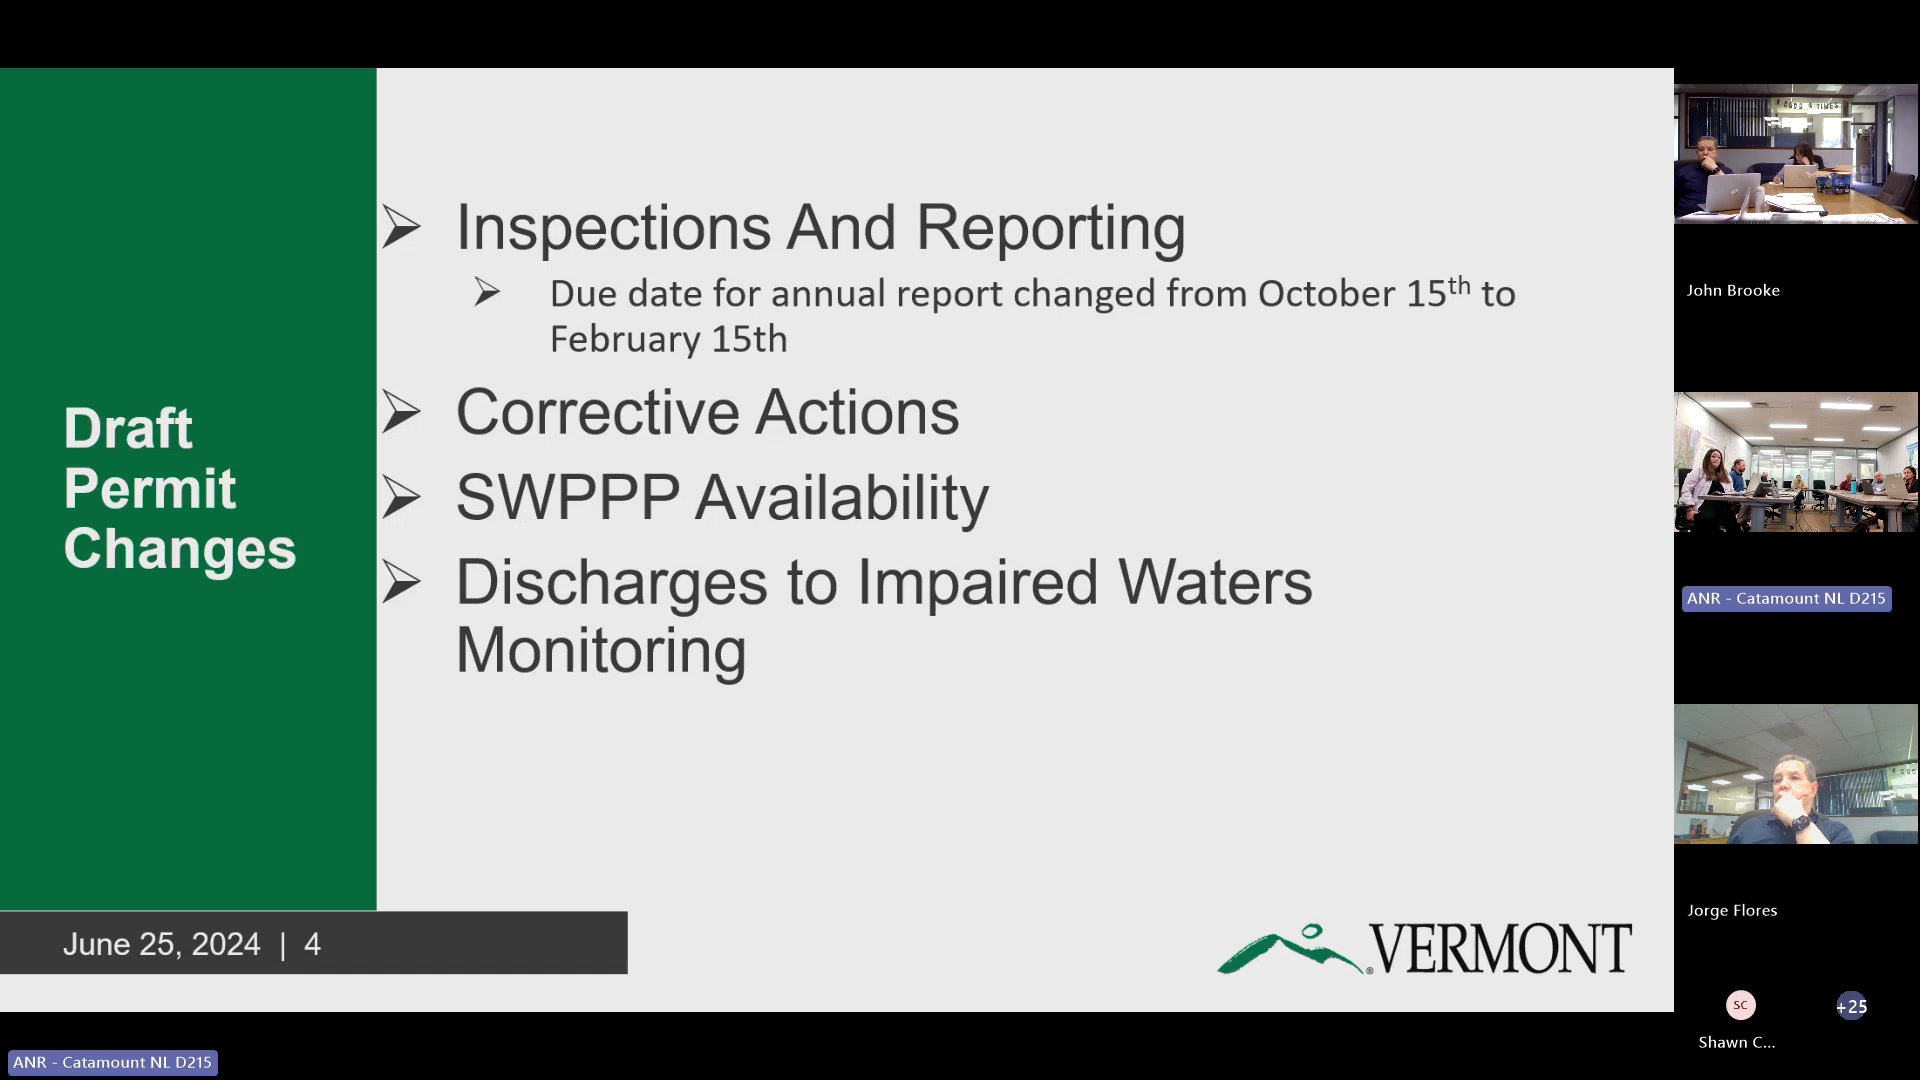 Draft
Permit
Changes
➢ Inspections And Reporting
➢ Due date for annual report changed from October 15th to
February 15th
➢ Corrective Actions
➢ SWPPP Availability
➢ Discharges to Impaired Waters
Monitoring
June 25, 2024 | 4
VERMONT
®
John Brooke
ANR - Catamount NL D215
Jorge Flores
SC
+25
Shawn C...
ANR - Catamount NL D215